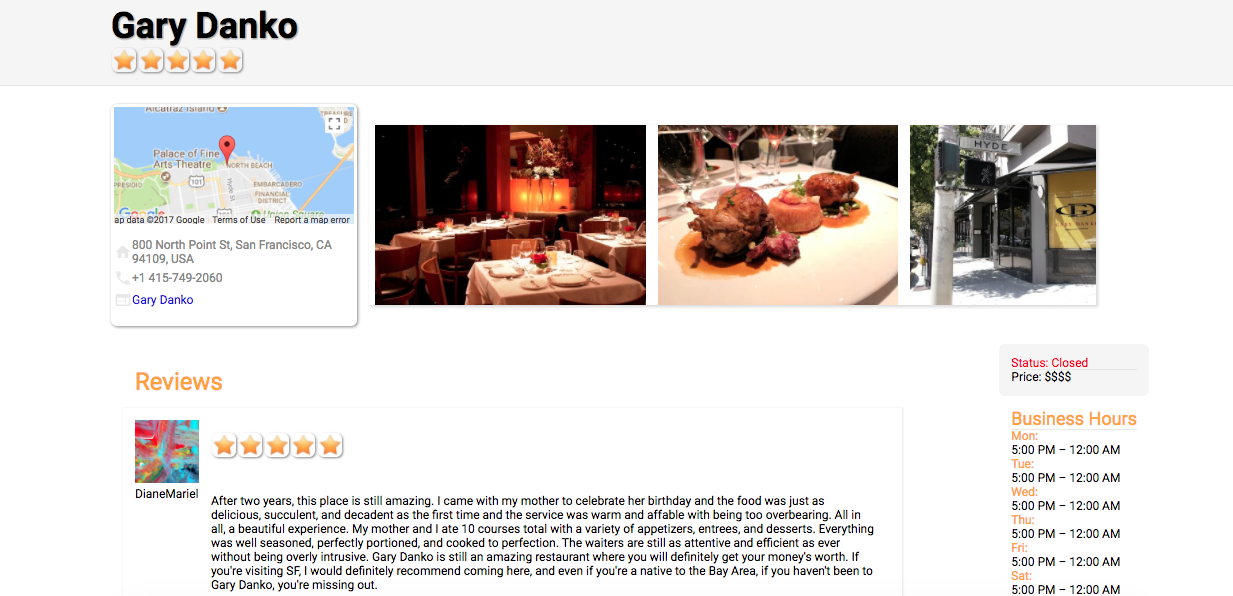 Gary Danko
Alcatraz Island
Palace of Fine
Arts Theatre
NORTH BEACH
101
Hyde St
PRESIDIO
EMBARCADERO
FINANCIAL
DISTRICT
Union Square
Google
ap data ©2017 Google Terms of Use Report a map error
800 North Point St, San Francisco, CA
94109, USA
+1 415-749-2060
Gary Danko
HYDE
Reviews
DianeMariel
After two years, this place is still amazing. I came with my mother to celebrate her birthday and the food was just as
delicious, succulent, and decadent as the first time and the service was warm and affable with being too overbearing. All in
all, a beautiful experience. My mother and I ate 10 courses total with a variety of appetizers, entrees, and desserts. Everything
was well seasoned, perfectly portioned, and cooked to perfection. The waiters are still as attentive and efficient as ever
without being overly intrusive. Gary Danko is still an amazing restaurant where you will definitely get your money's worth. If
you're visiting SF, I would definitely recommend coming here, and even if you're a native to the Bay Area, if you haven't been to
Gary Danko, you're missing out.
Status: Closed
Price: $$$$
Business Hours
Mon:
5:00 PM – 12:00 AM
Tue:
5:00 PM – 12:00 AM
Wed:
5:00 PM – 12:00 AM
Thu:
5:00 PM – 12:00 AM
Fri:
5:00 PM – 12:00 AM
Sat:
5:00 PM – 12:00 AM